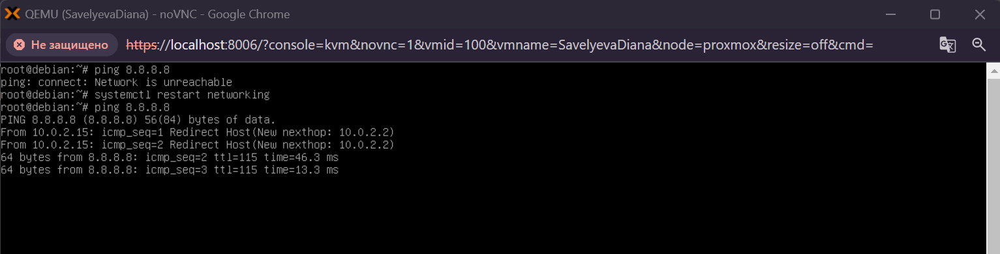 QEMU (SavelyevaDiana) - noVNC - Google Chrome
Не защищено https://localhost:8006/?console=kvm&novnc=1&vmid=100&vmname=SavelyevaDiana&node=proxmox&resize=off&cmd=
root@debian:~# ping 8.8.8.8
ping: connect: Network is unreachable
root@debian:~# systemctl restart networking
root@debian:~# ping 8.8.8.8
PING 8.8.8.8 (8.8.8.8) 56(84) bytes of data.
From 10.0.2.15: icmp_seq=1 Redirect Host(New nexthop: 10.0.2.2)
From 10.0.2.15: icmp_seq=2 Redirect Host(New nexthop: 10.0.2.2)
64 bytes from 8.8.8.8: icmp_seq=2 ttl=115 time=46.3 ms
64 bytes from 8.8.8.8: icmp_seq=3 ttl=115 time=13.3 ms